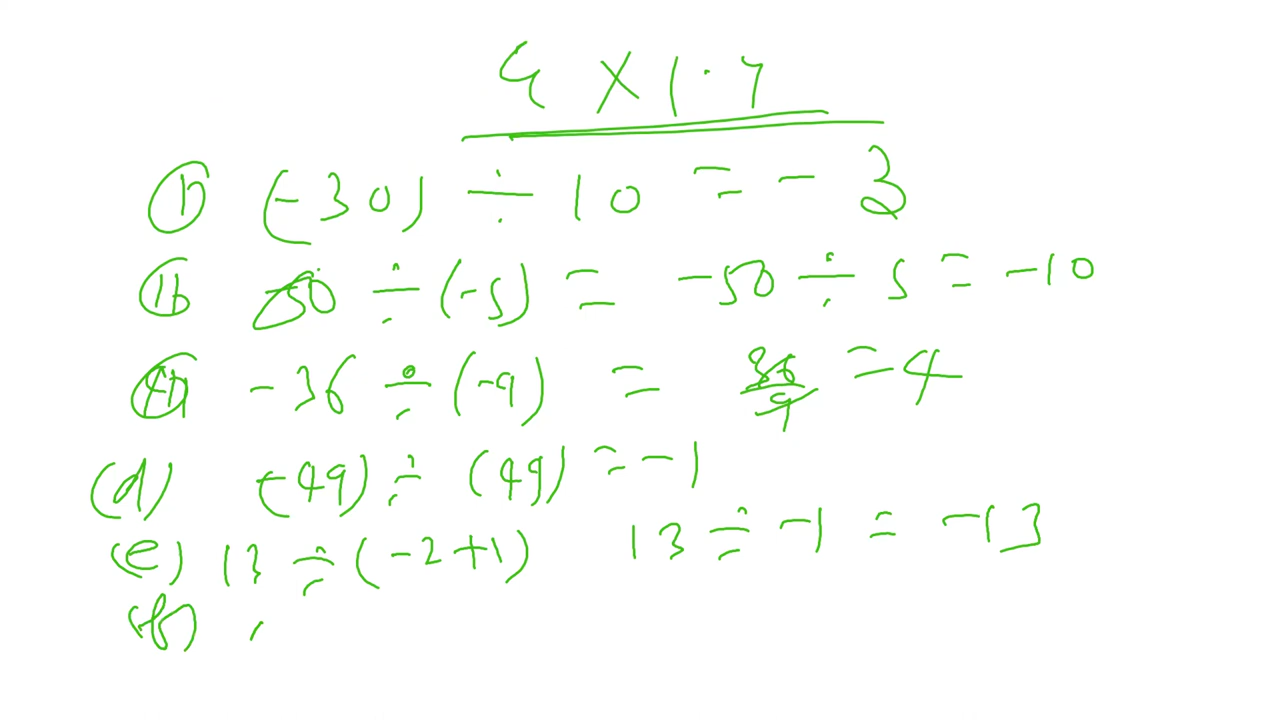 Ex 1.4
(-30) ÷ 10 = -3
50 ÷ (-5) = -50 ÷ 5 = -10
-36 ÷ (-9) = 36/9 = 4
(d) (-49) ÷ (49) = -1
(e) 13 ÷ (-2+1) 13 ÷ -1 = -13
(f)